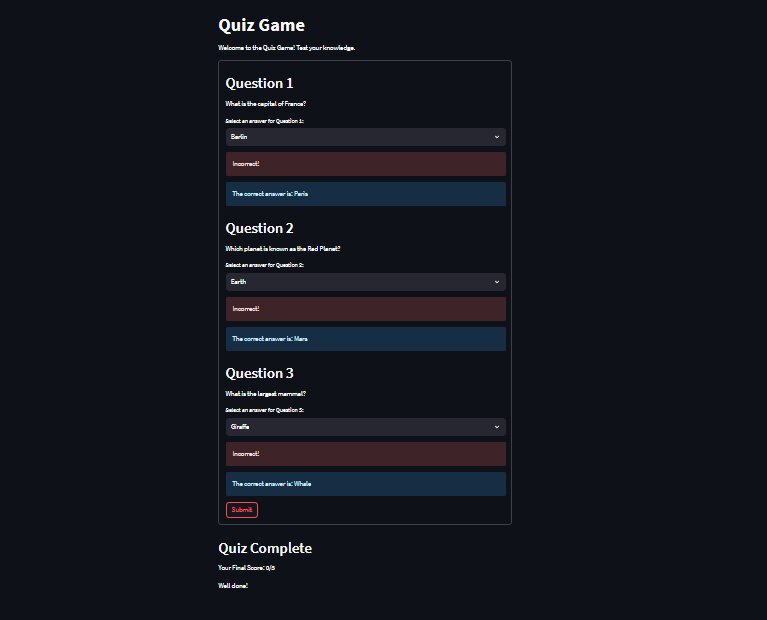 Quiz Game
Welcome to the Quiz Game! Test your knowledge.
Question 1
What is the capital of France?
Select an answer for Question 1:
Berlin
Incorrect!
The correct answer is: Paris
Question 2
Which planet is known as the Red Planet?
Select an answer for Question 2:
Earth
Incorrect!
The correct answer is: Mars
Question 3
What is the largest mammal?
Select an answer for Question 3:
Giraffe
Incorrect!
The correct answer is: Whale
Submit
Quiz Complete
Your Final Score: 0/3
Well done!